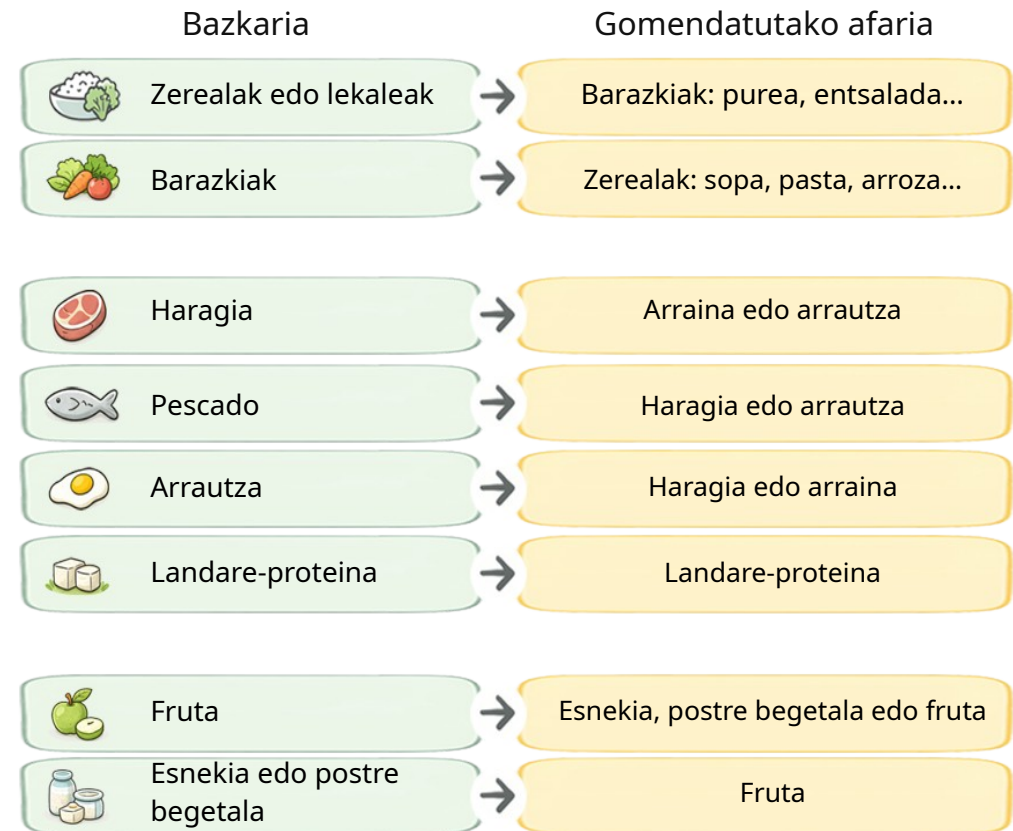 Bazkaria
Gomendatutako afaria
Zerealak edo lekaleak
Barazkiak: purea, entsalada...
Barazkiak
Zerealak: sopa, pasta, arroza...
Haragia
Arraina edo arrautza
Pescado
Haragia edo arrautza
Arrautza
Haragia edo arraina
Landare-proteina
Landare-proteina
Fruta
Esnekia, postre begetala edo fruta
Esnekia edo postre
begetala
Fruta